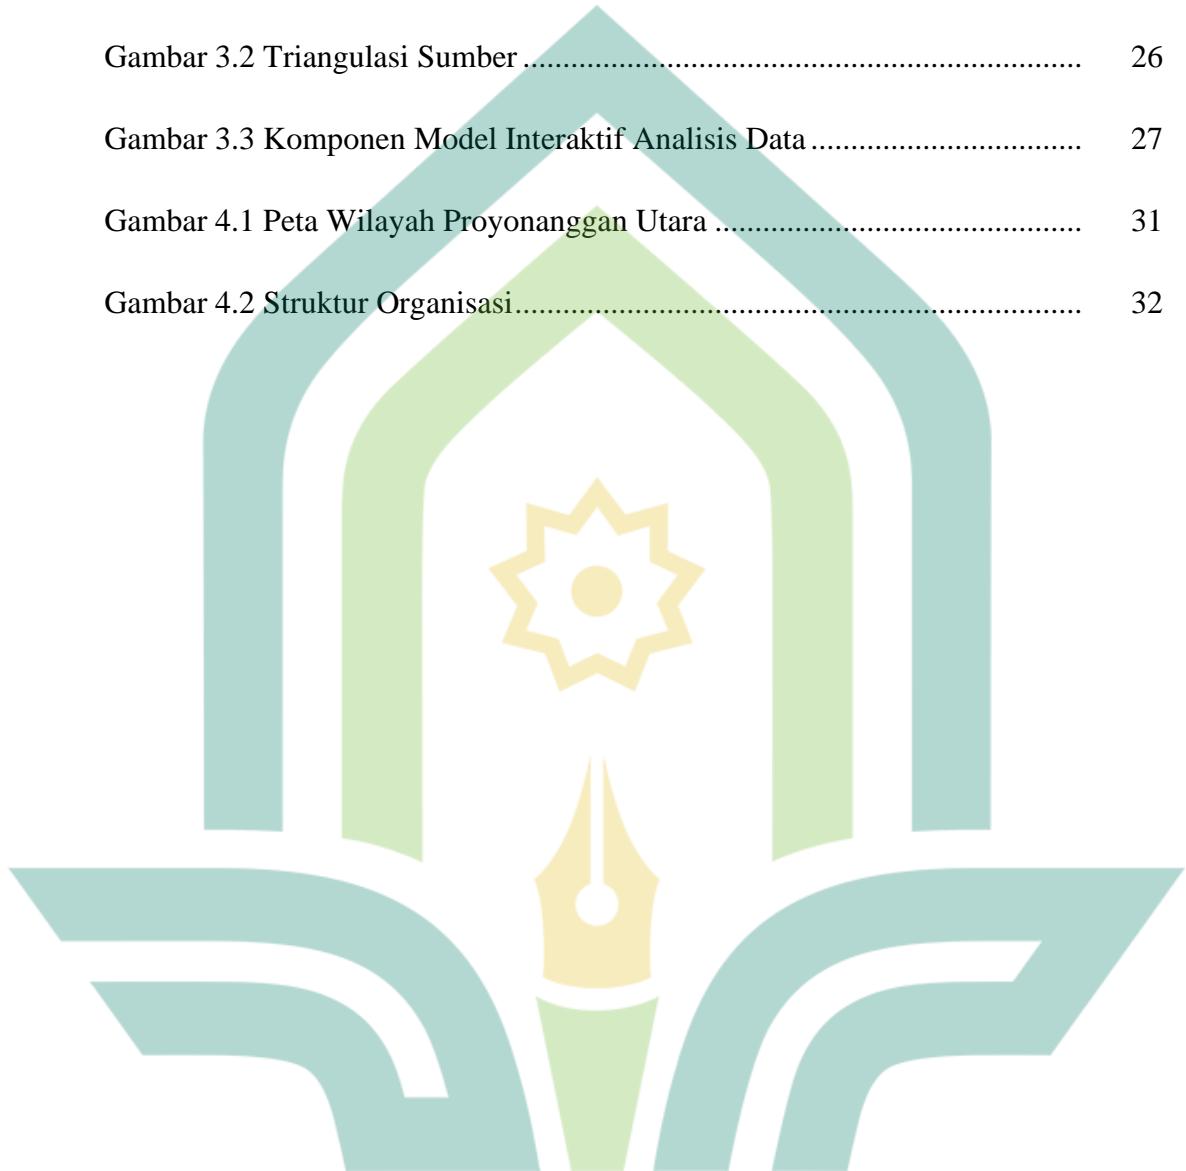 Gambar 3.2 Triangulasi Sumber ..................................................................... 26
Gambar 3.3 Komponen Model Interaktif Analisis Data ................................. 27
Gambar 4.1 Peta Wilayah Proyonanggan Utara ............................................. 31
Gambar 4.2 Struktur Organisasi...................................................................... 32